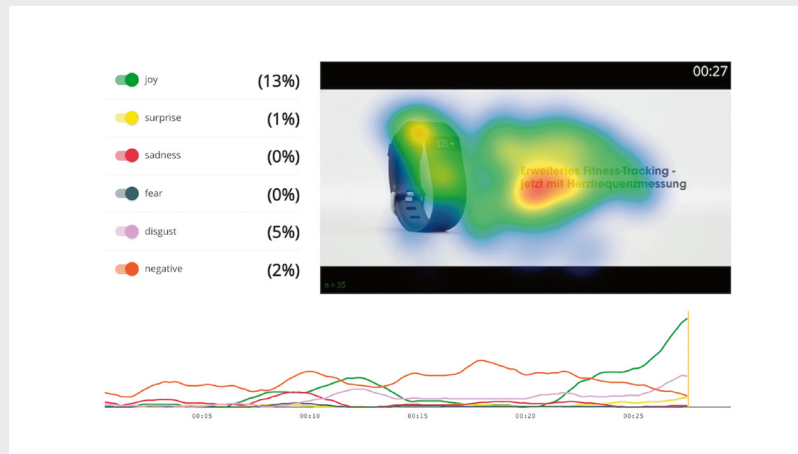 joy (13%)
surprise (1%)
sadness (0%)
fear (0%)
disgust (5%)
negative (2%)
00:27
Erweitertes Fitness-Tracking -
jetzt mit Herzfrequenzmessung
n = 35
00:05 00:10 00:15 00:20 00:25